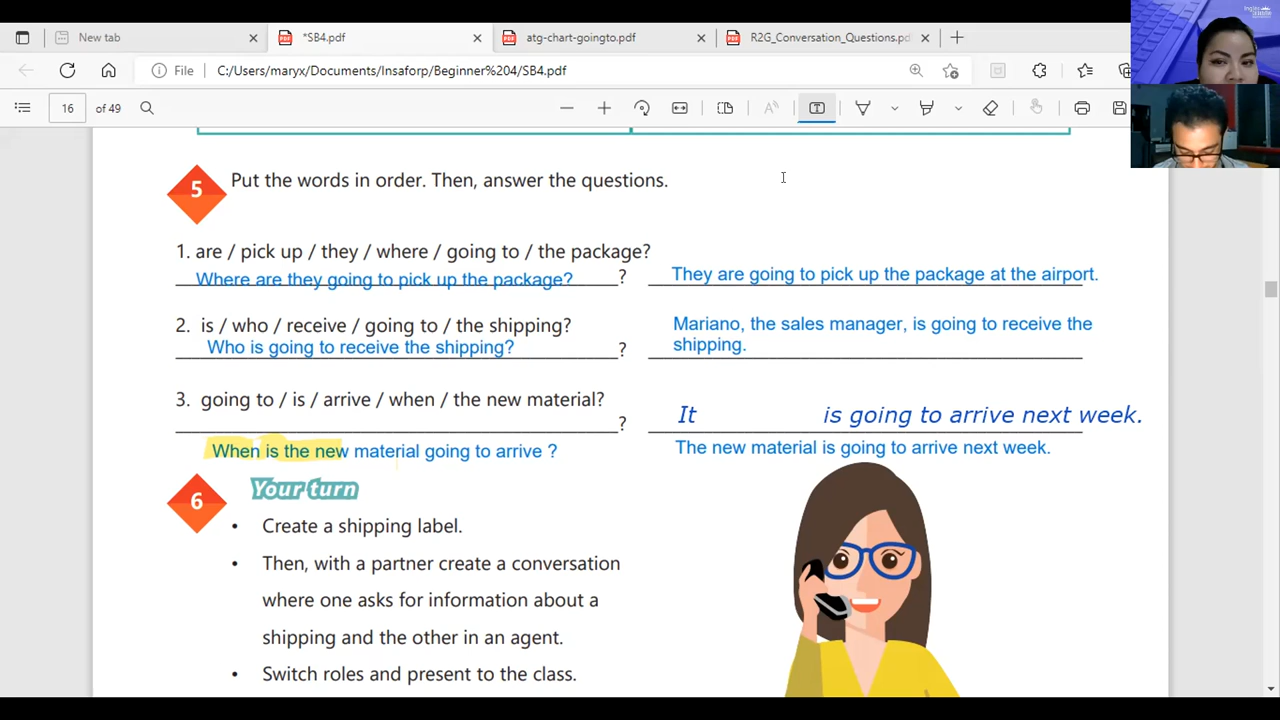 New tab
*SB4.pdf
atg-chart-goingto.pdf
R2G_Conversation_Questions.pd
File
C:/Users/maryx/Documents/Insaforp/Beginner%204/SB4.pdf
16 of 49
5 Put the words in order. Then, answer the questions.
1. are / pick up / they / where / going to / the package?
Where are they going to pick up the package? ?
They are going to pick up the package at the airport.
2. is / who / receive / going to / the shipping?
Who is going to receive the shipping? ?
Mariano, the sales manager, is going to receive the
shipping.
3. going to / is / arrive / when / the new material?
?
It is going to arrive next week.
When is the new material going to arrive ?
The new material is going to arrive next week.
6 Your turn
• Create a shipping label.
• Then, with a partner create a conversation
where one asks for information about a
shipping and the other in an agent.
• Switch roles and present to the class.